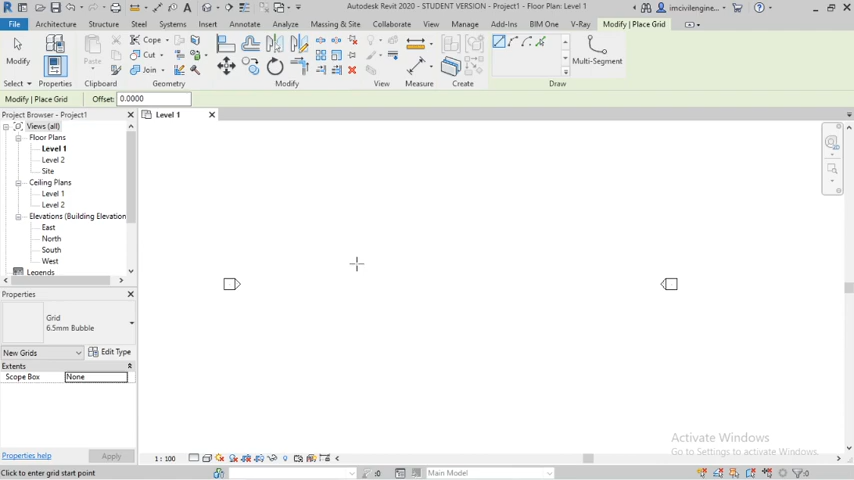 Autodesk Revit 2020 - STUDENT VERSION - Project1 - Floor Plan: Level 1
imcivilengine...
File Architecture Structure Steel Systems Insert Annotate Analyze Massing & Site Collaborate View Manage Add-Ins BIM One V-Ray Modify | Place Grid
Cope
Cut
Join
Modify Paste Multi-Segment
Select Properties Clipboard Geometry Modify View Measure Create Draw
Modify | Place Grid Offset: 0.0000
Project Browser - Project1
Level 1
Views (all)
Floor Plans
Level 1
Level 2
Site
Ceiling Plans
Level 1
Level 2
Elevations (Building Elevation
East
North
South
West
Legends
Properties
Grid
6.5mm Bubble
New Grids Edit Type
Extents
Scope Box None
Activate Windows
Go to Settings to activate Windows.
Properties help Apply
1 : 100
Click to enter grid start point
:0
Main Model
:0